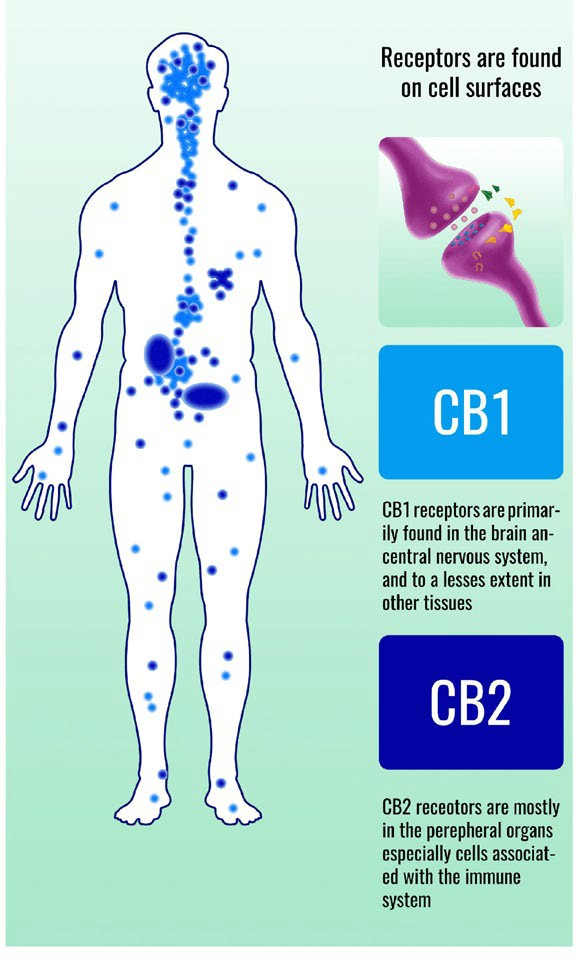 Receptors are found
on cell surfaces
CB1
CB1 receptors are primar-
ily found in the brain an-
central nervous system,
and to a lesses extent in
other tissues
CB2
CB2 receotors are mostly
in the perepheral organs
especially cells associat-
ed with the immune
system